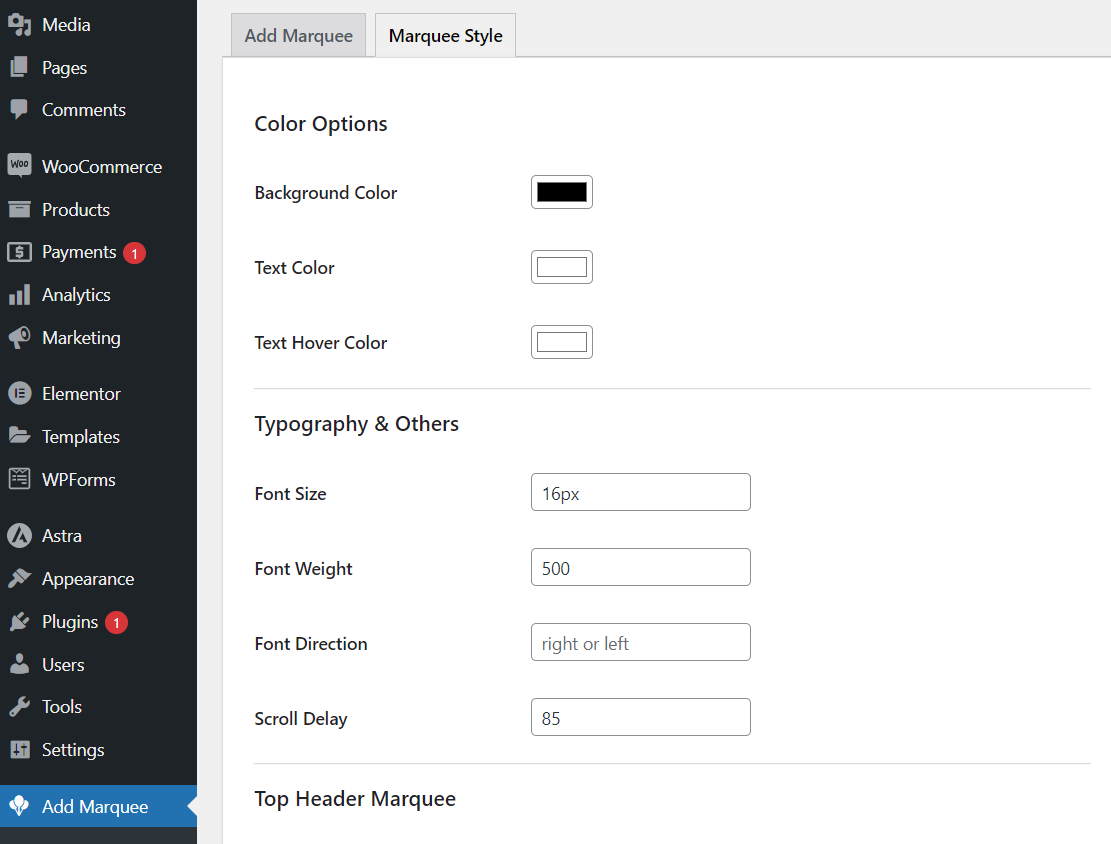 Media
Pages
Comments
Woo WooCommerce
Products
Payments 1
Analytics
Marketing
Elementor
Templates
WPForms
Astra
Appearance
Plugins 1
Users
Tools
Settings
Add Marquee
Add Marquee Marquee Style
Color Options
Background Color
Text Color
Text Hover Color
Typography & Others
Font Size 16px
Font Weight 500
Font Direction right or left
Scroll Delay 85
Top Header Marquee